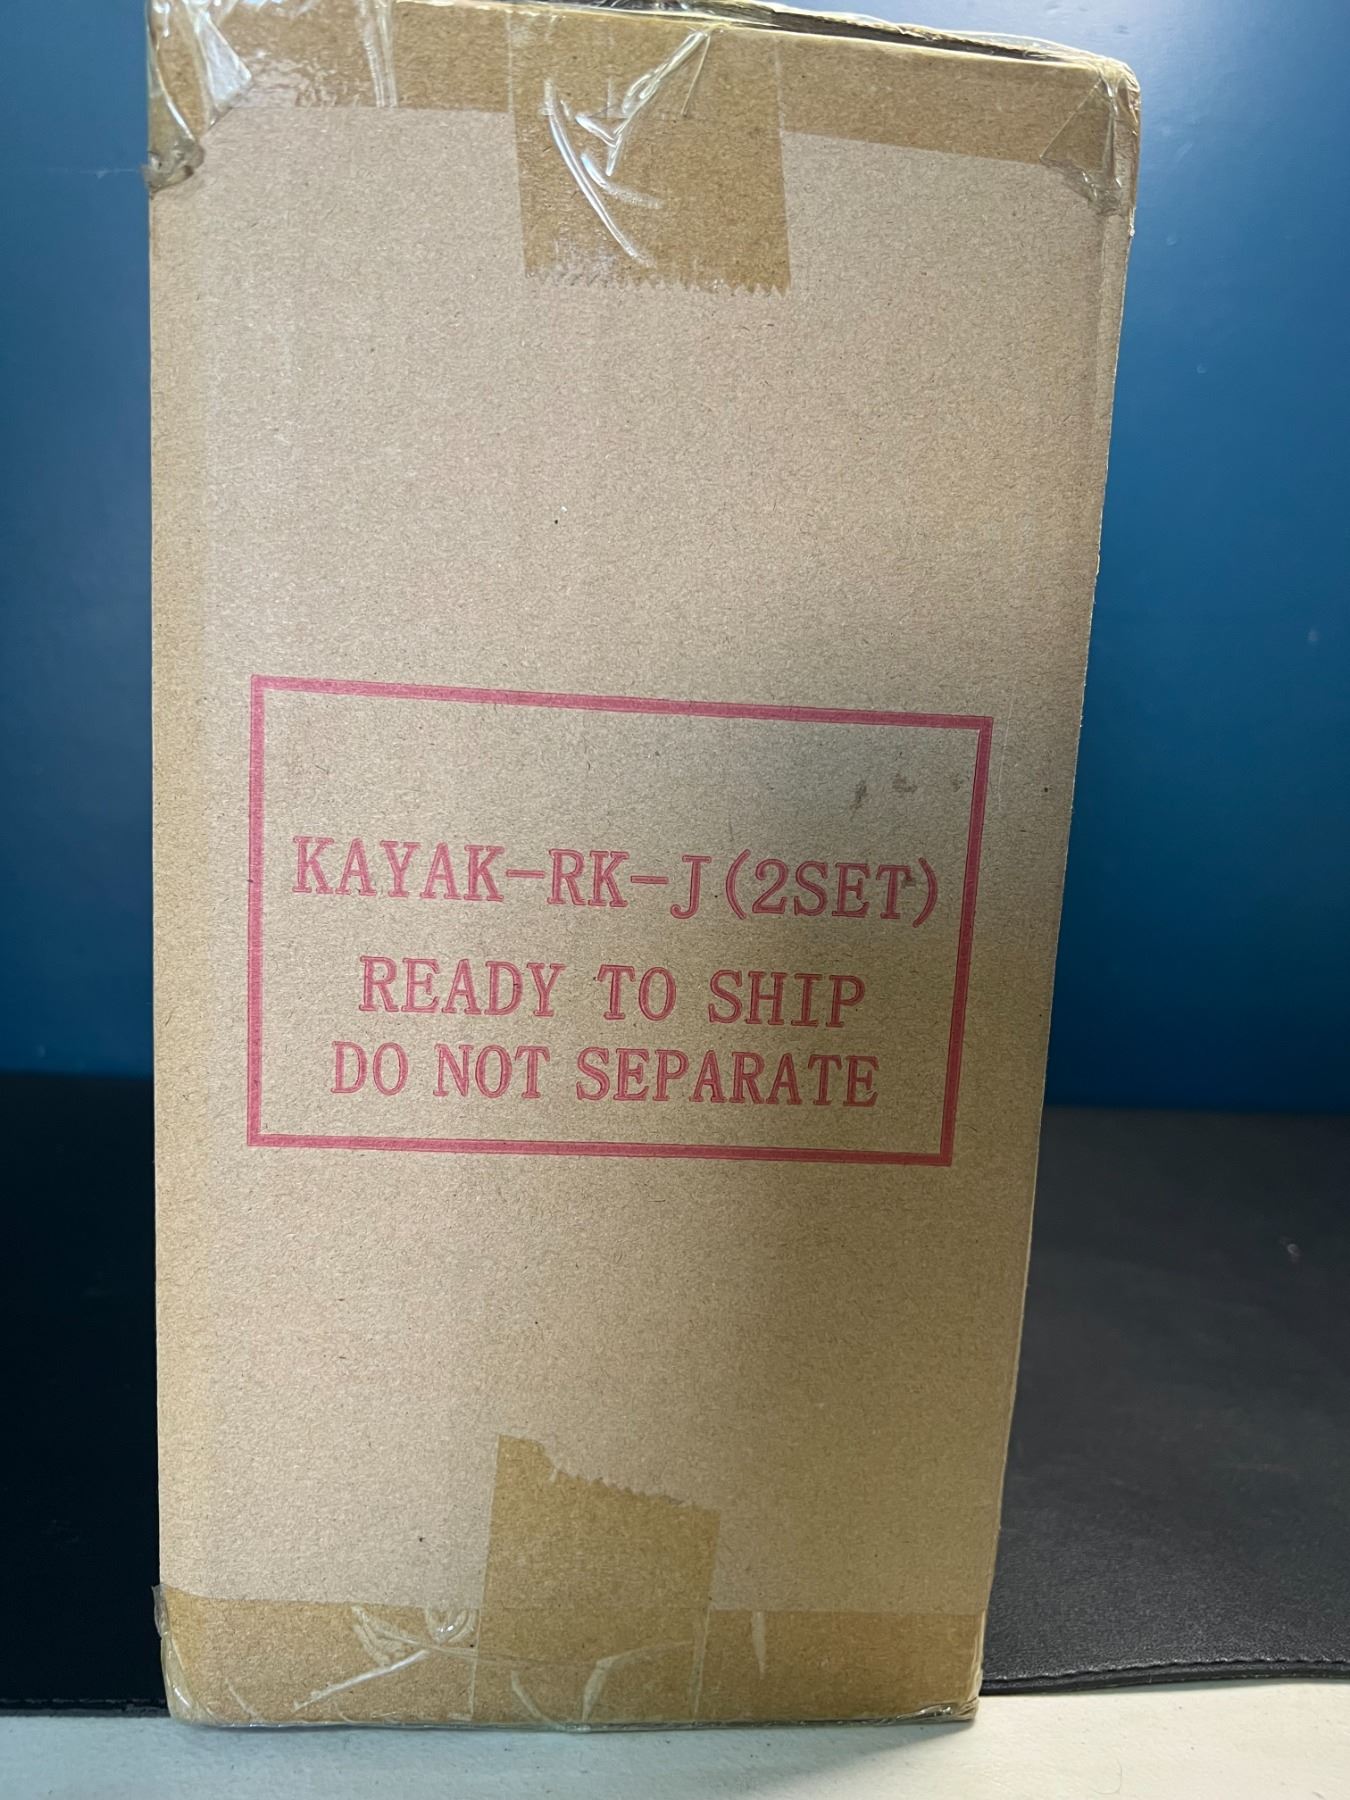 KAYAK-RK-J(2SET)
READY TO SHIP
DO NOT SEPARATE